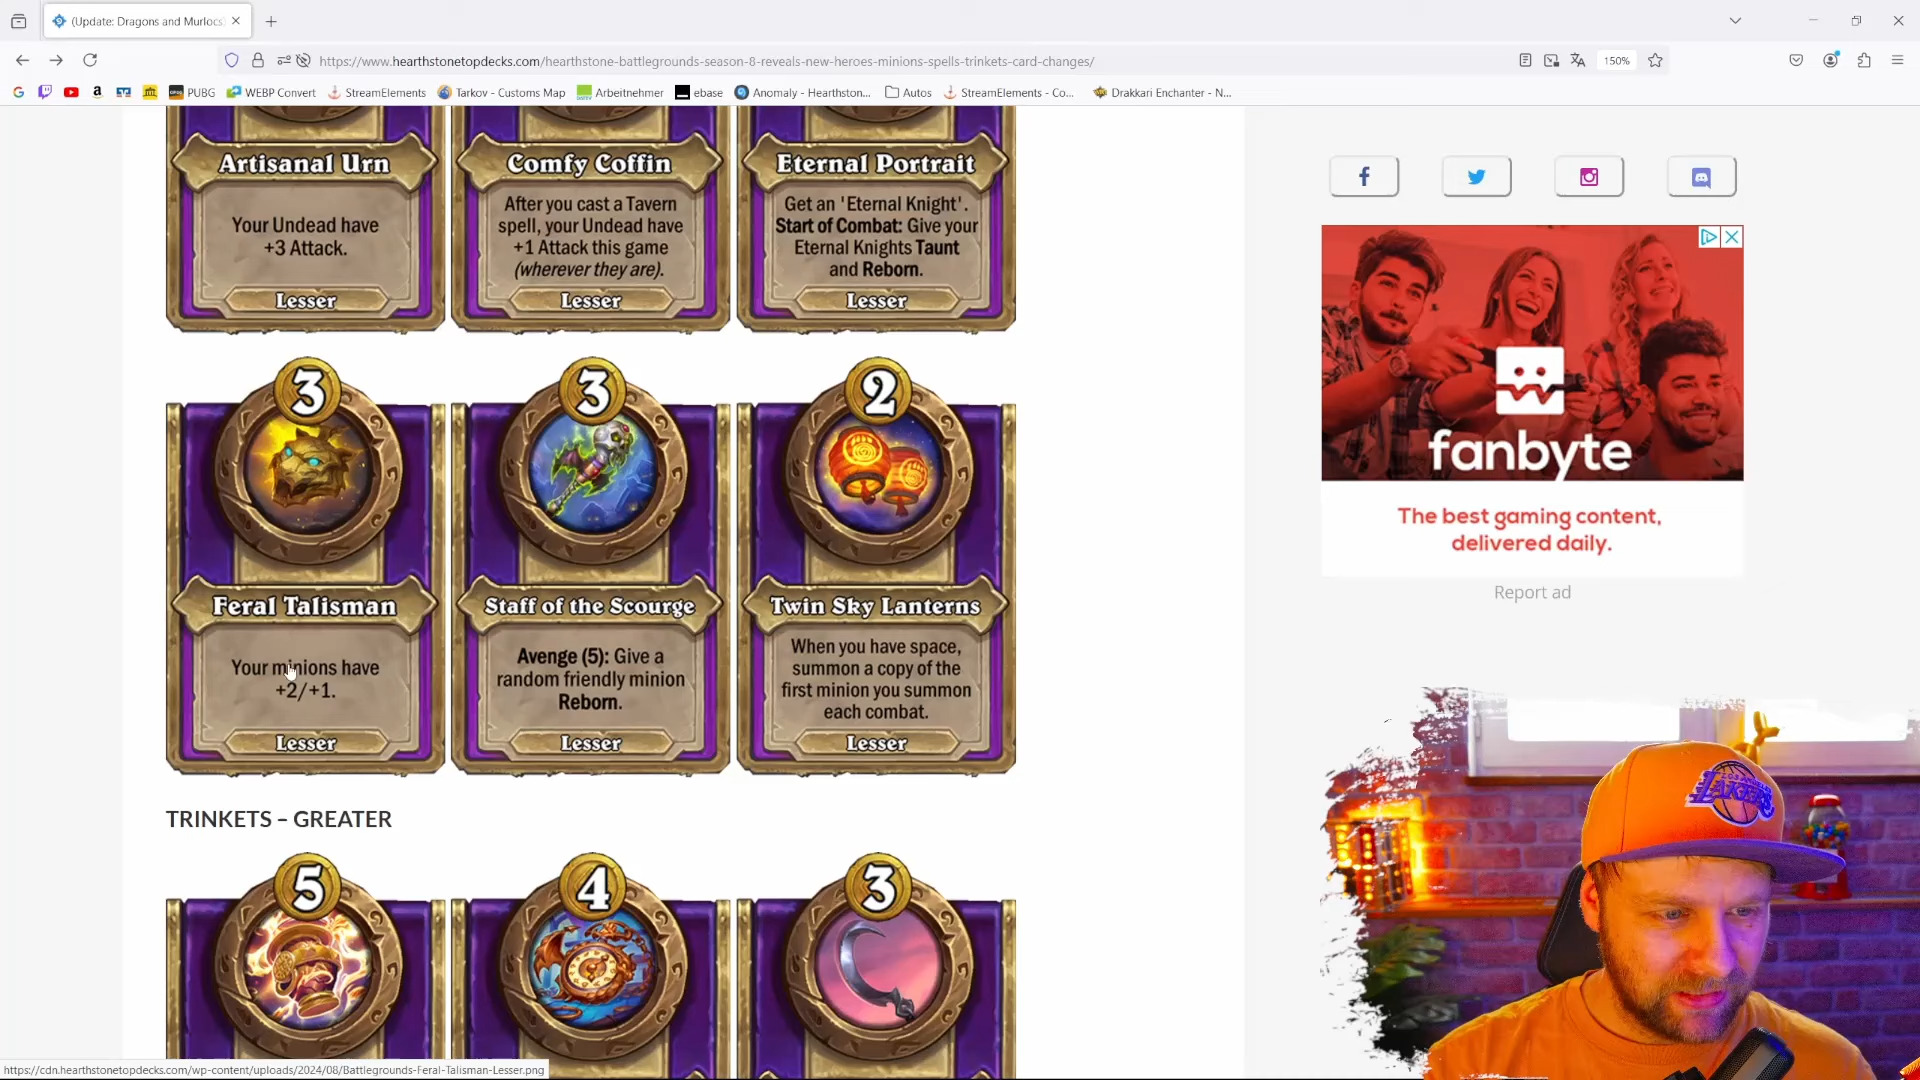 (Update: Dragons and Murlocs
https://www.hearthstonetopdecks.com/hearthstone-battlegrounds-season-8-reveals-new-heroes-minions-spells-trinkets-card-changes/
150%
PUBG
WEBP Convert
StreamElements
Tarkov - Customs Map
Arbeitnehmer
ebase
Anomaly - Hearthston...
Autos
StreamElements - Co...
Drakkari Enchanter - N...
Artisanal Urn
Your Undead have
+3 Attack.
Lesser
Comfy Coffin
After you cast a Tavern
spell, your Undead have
+1 Attack this game
(wherever they are).
Lesser
Eternal Portrait
Get an 'Eternal Knight'.
Start of Combat: Give your
Eternal Knights Taunt
and Reborn.
Lesser
3
Feral Talisman
Your minions have
+2/+1.
Lesser
3
Staff of the Scourge
Avenge (5): Give a
random friendly minion
Reborn.
Lesser
2
Twin Sky Lanterns
When you have space,
summon a copy of the
first minion you summon
each combat.
Lesser
TRINKETS – GREATER
5
4
3
fanbyte
The best gaming content,
delivered daily.
Report ad
LOS ANGELES
LAKERS
https://cdn.hearthstonetopdecks.com/wp-content/uploads/2024/08/Battlegrounds-Feral-Talisman-Lesser.png